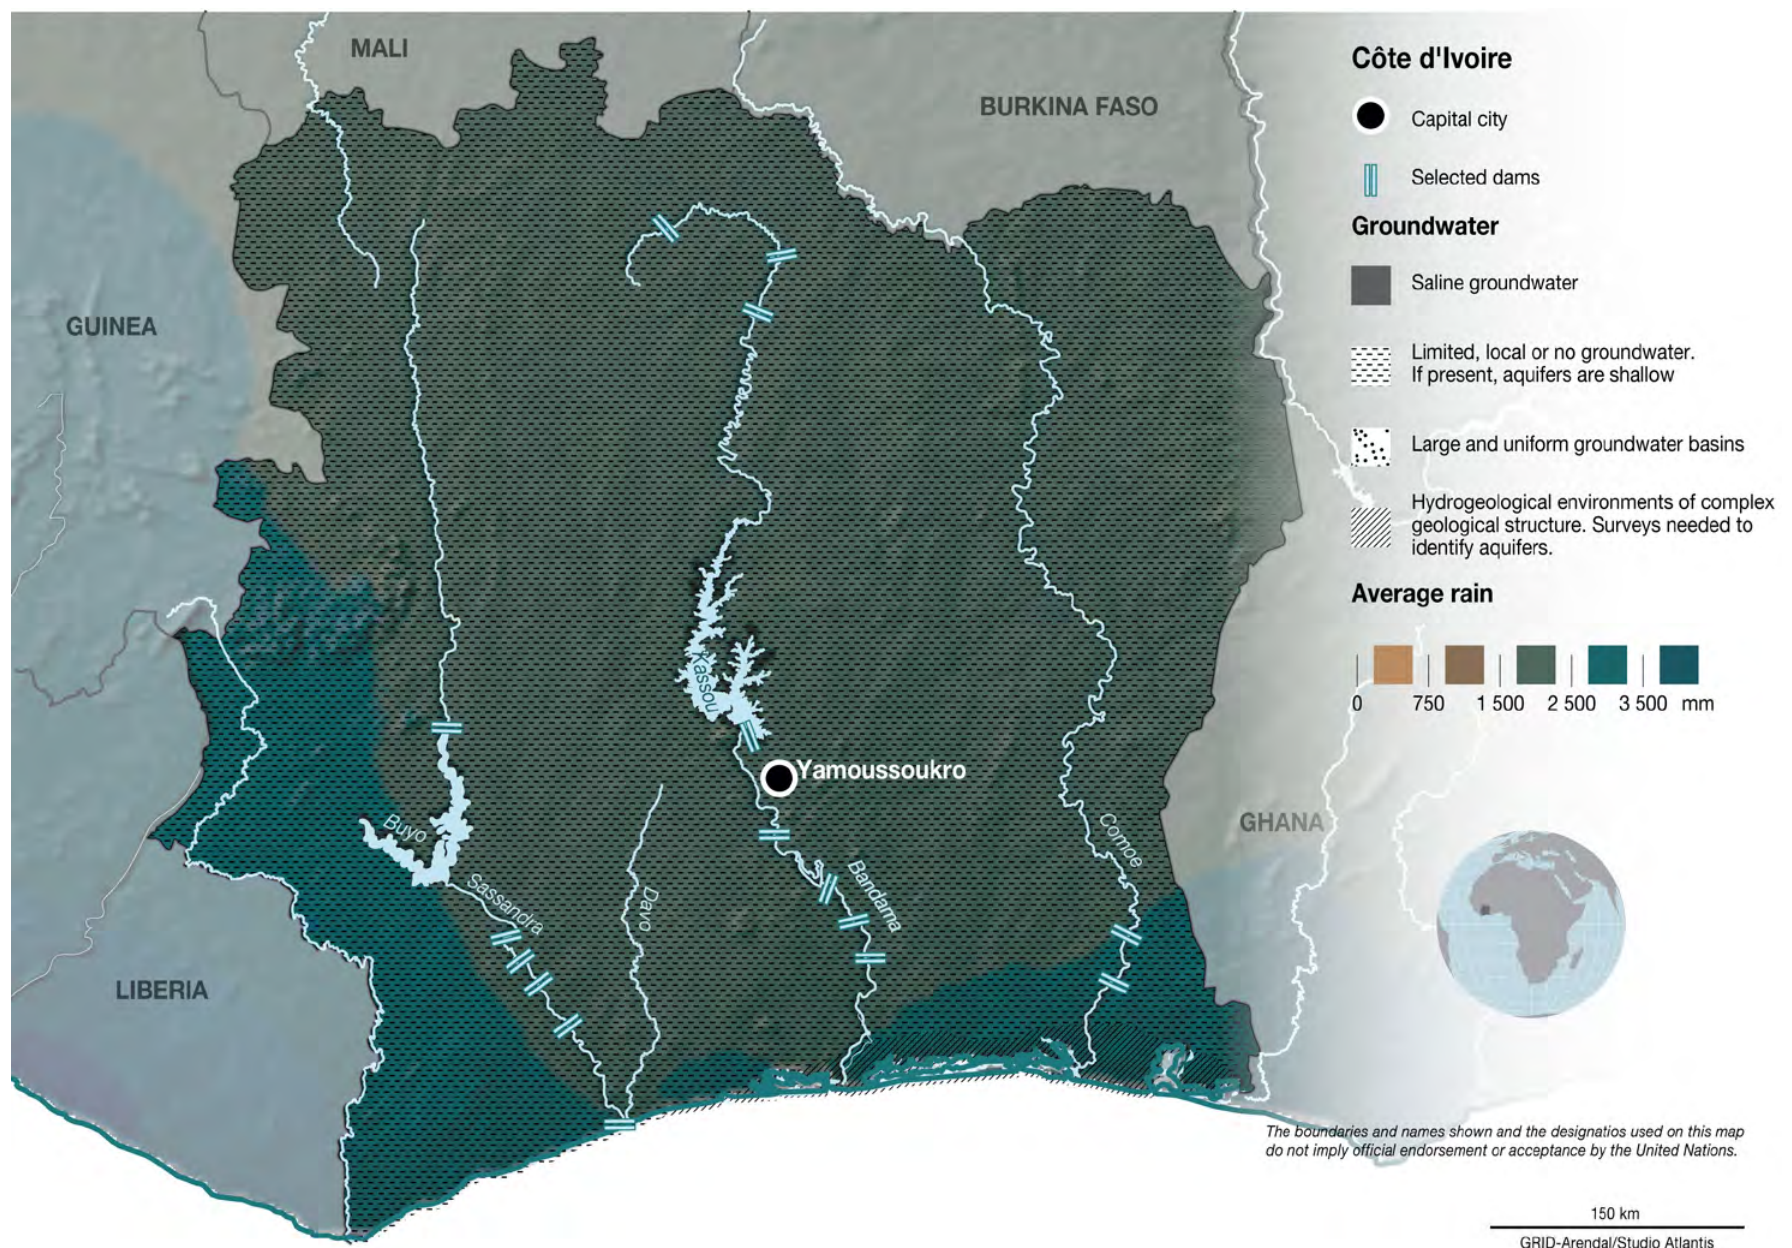 MALI
BURKINA FASO
GUINEA
LIBERIA
GHANA
Kassou
Yamoussoukro
Buyo
Sassandra
Davo
Bandama
Comoe
Côte d'Ivoire
Capital city
Selected dams
Groundwater
Saline groundwater
Limited, local or no groundwater.
If present, aquifers are shallow
Large and uniform groundwater basins
Hydrogeological environments of complex
geological structure. Surveys needed to
identify aquifers.
Average rain
0 750 1 500 2 500 3 500 mm
The boundaries and names shown and the designatios used on this map
do not imply official endorsement or acceptance by the United Nations.
150 km
GRID-Arendal/Studio Atlantis